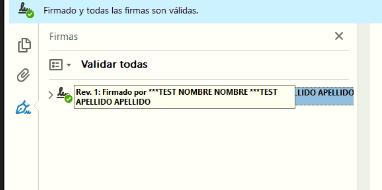 Firmado y todas las firmas son válidas.
Firmas
Validar todas
Rev. 1: Firmado por ***TEST NOMBRE NOMBRE ***TEST
APELLIDO APELLIDO
APELLIDO